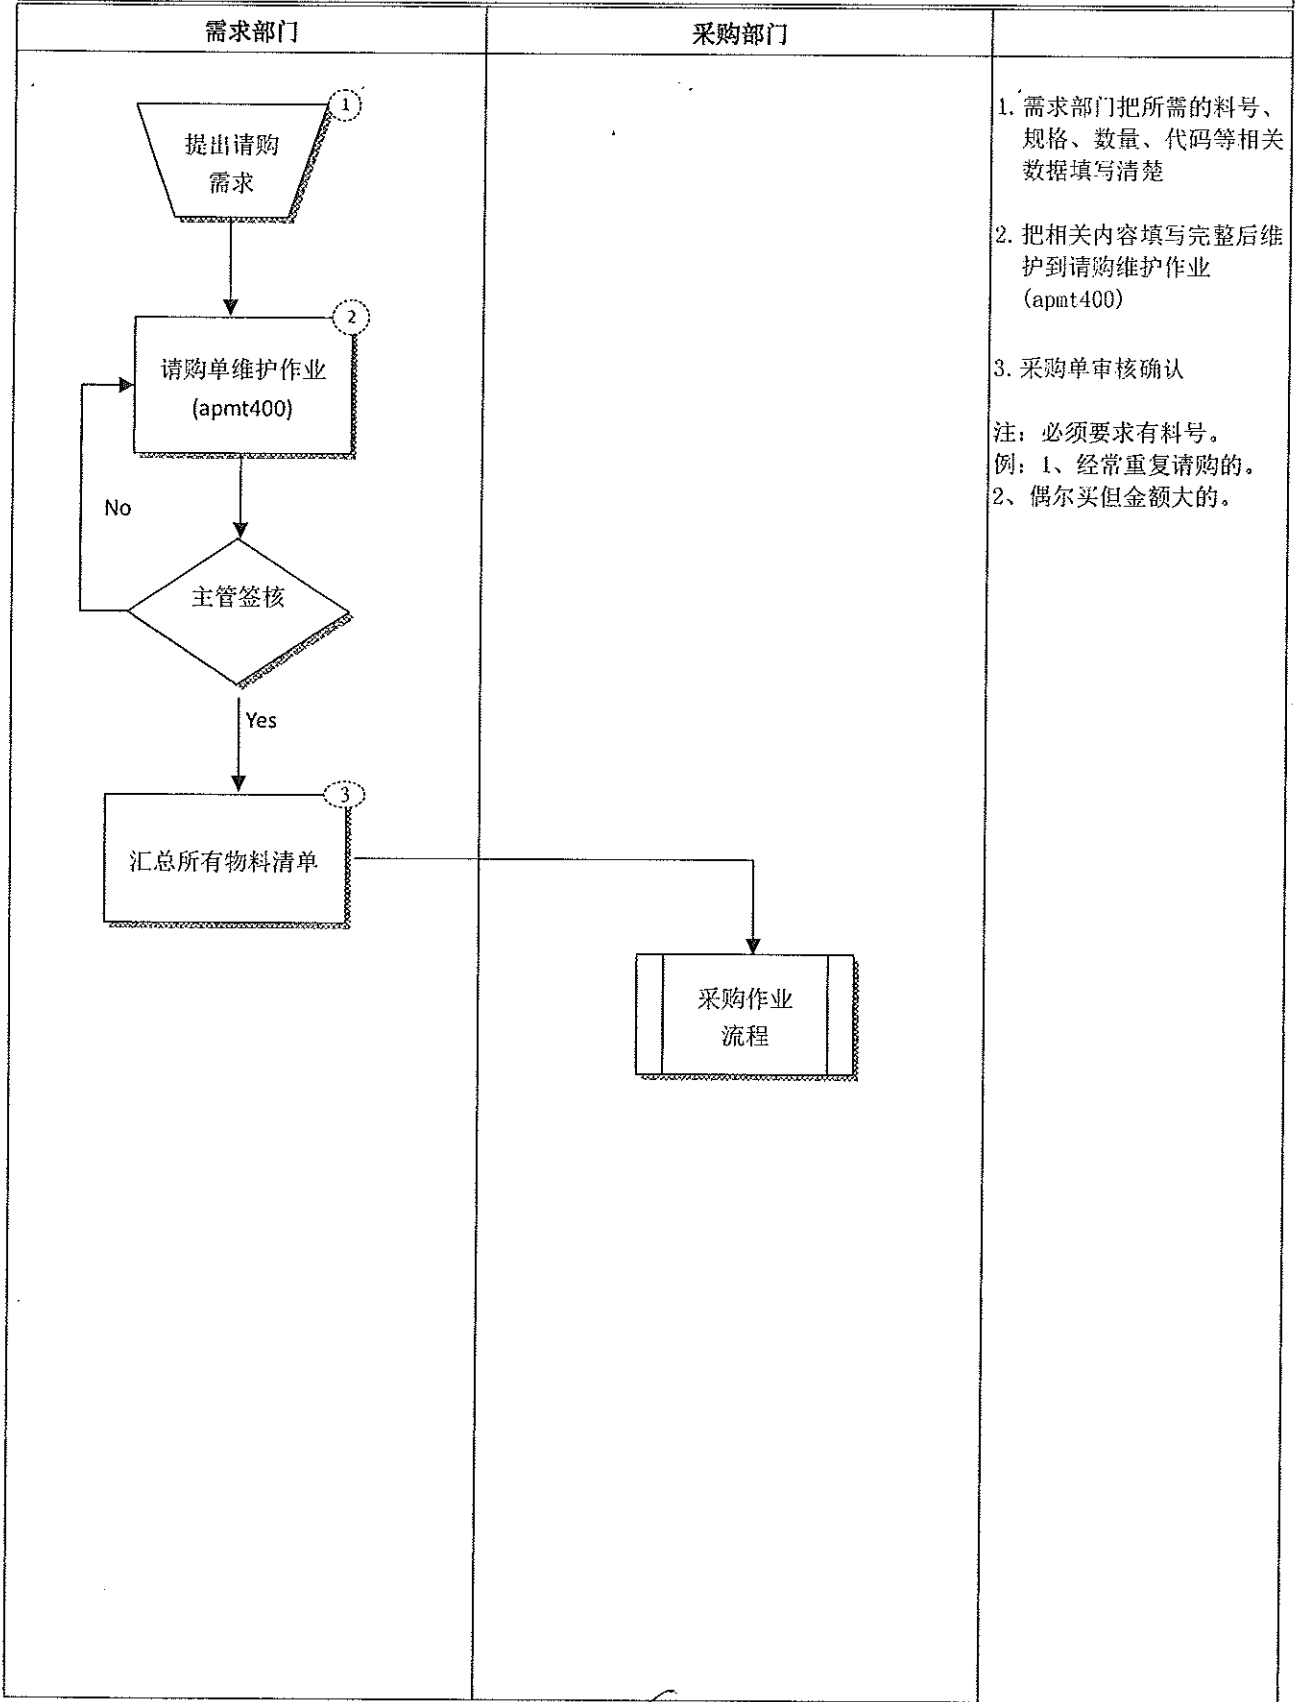 需求部门
采购部门
1
提出请购
需求
2
请购单维护作业
(apmt400)
No
主管签核
Yes
3
汇总所有物料清单
采购作业
流程
1. 需求部门把所需的料号、
规格、数量、代码等相关
数据填写清楚
2. 把相关内容填写完整后维
护到请购维护作业
(apmt400)
3. 采购单审核确认
注：必须要求有料号。
例：1、经常重复请购的。
2、偶尔买但金额大的。